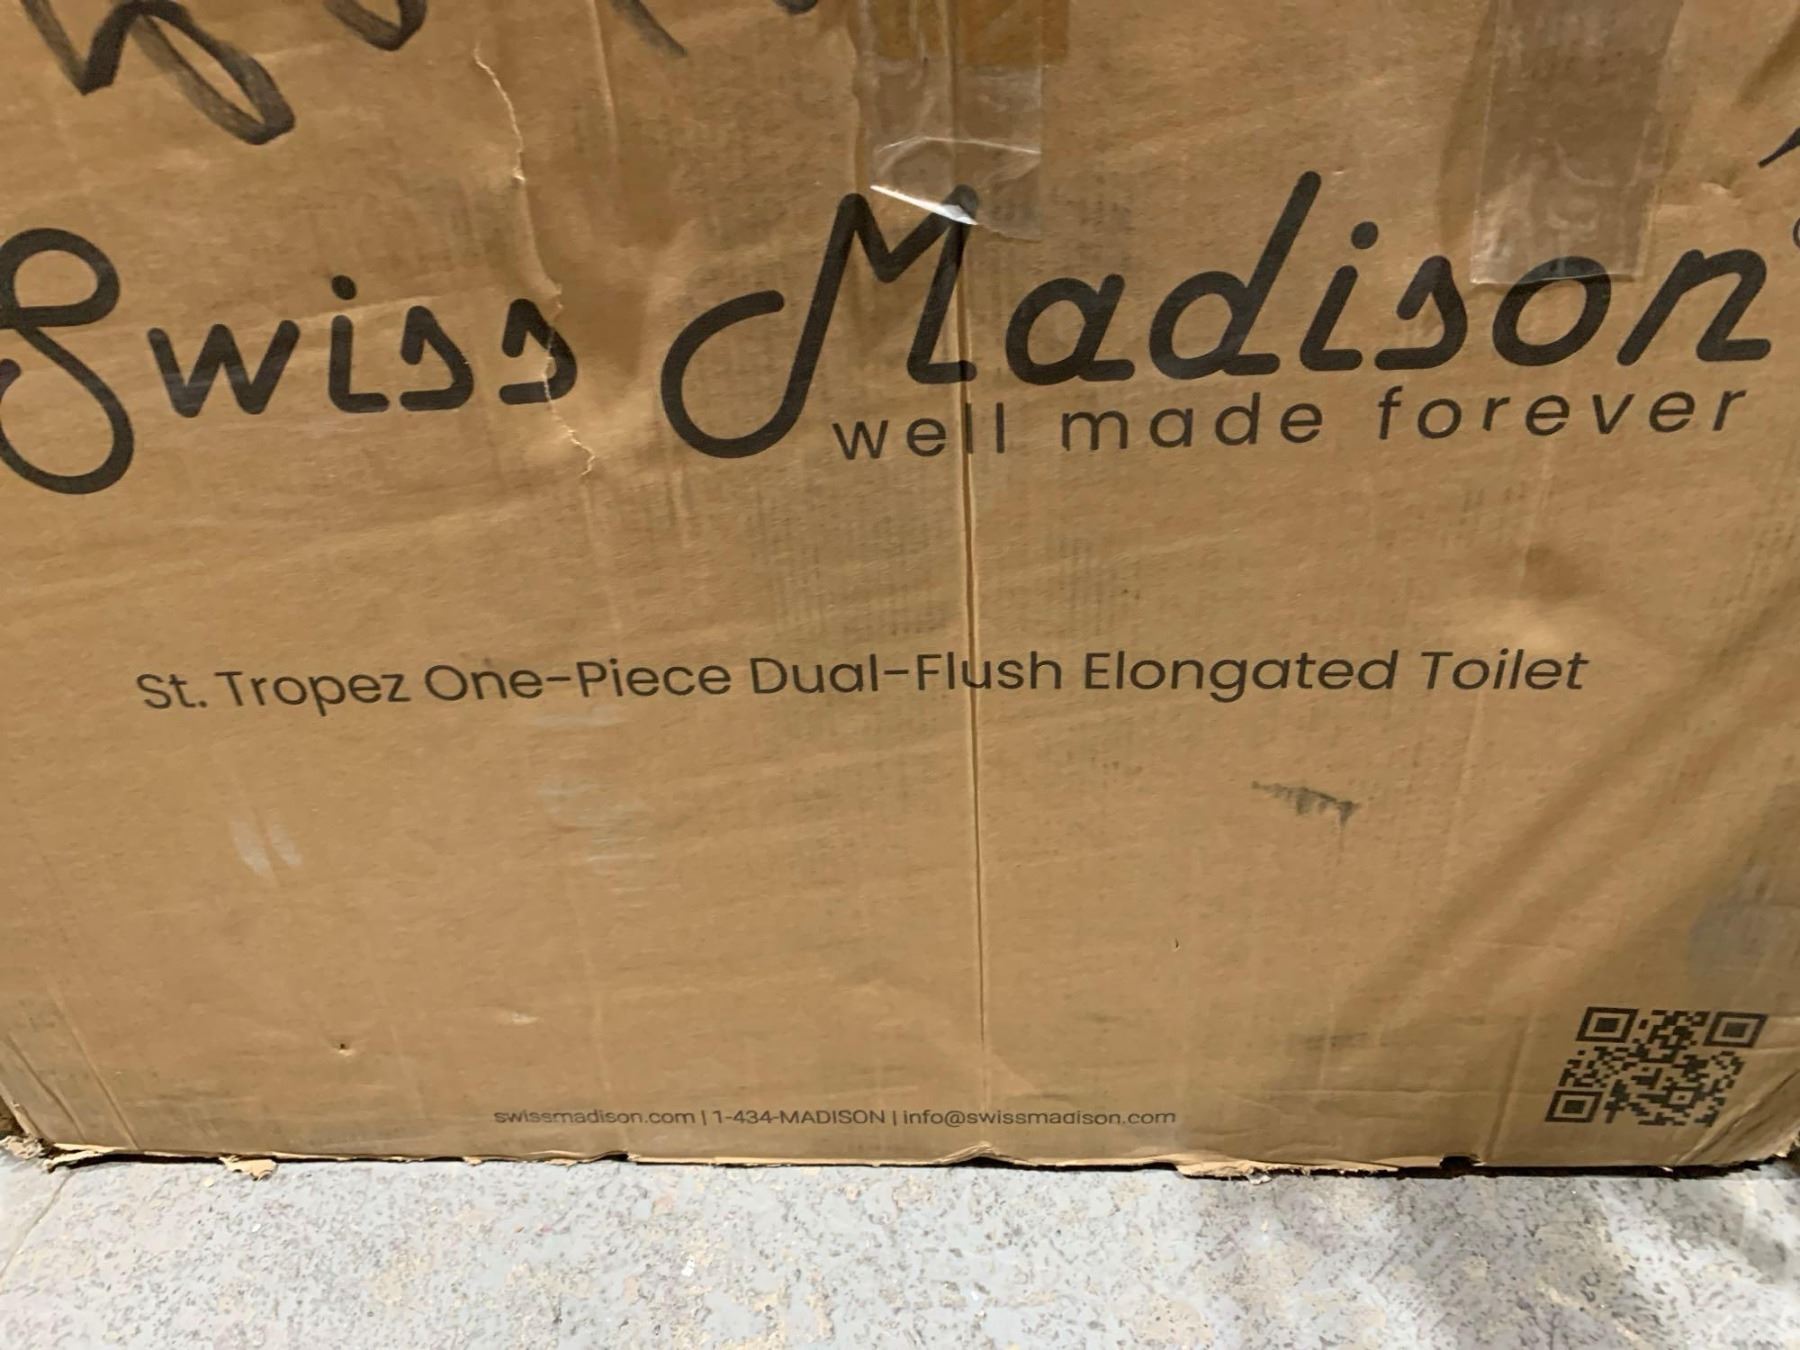 Swiss Madison
well made forever
St. Tropez One-Piece Dual-Flush Elongated Toilet
swissmadison.com | 1-434-MADISON | info@swissmadison.com